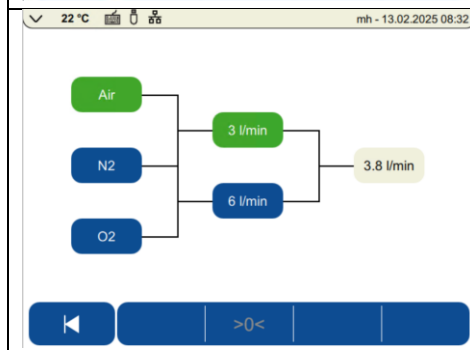 22 °C mh - 13.02.2025 08:32
Air
3 l/min
N2 3.8 l/min
6 l/min
O2
>0<